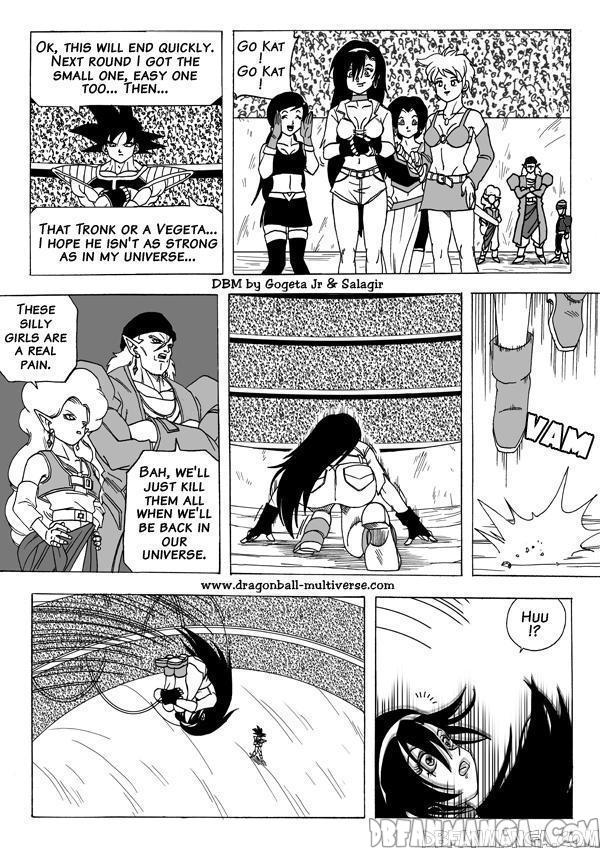 OK, THIS WILL END QUICKLY.
NEXT ROUND I GOT THE
SMALL ONE, EASY ONE
TOO... THEN...
THAT TRONK OR A VEGETA...
I HOPE HE ISN'T AS STRONG
AS IN MY UNIVERSE...
GO KAT
!
GO KAT
!
DBM BY GOGETA JR & SALAGIR
THESE
SILLY
GIRLS ARE
A REAL
PAIN.
BAH, WE'LL
JUST KILL
THEM ALL
WHEN WE'LL
BE BACK IN
OUR
UNIVERSE.
VAM
www.dragonball-multiverse.com
HUU
!?
DBFANMANGA.COM